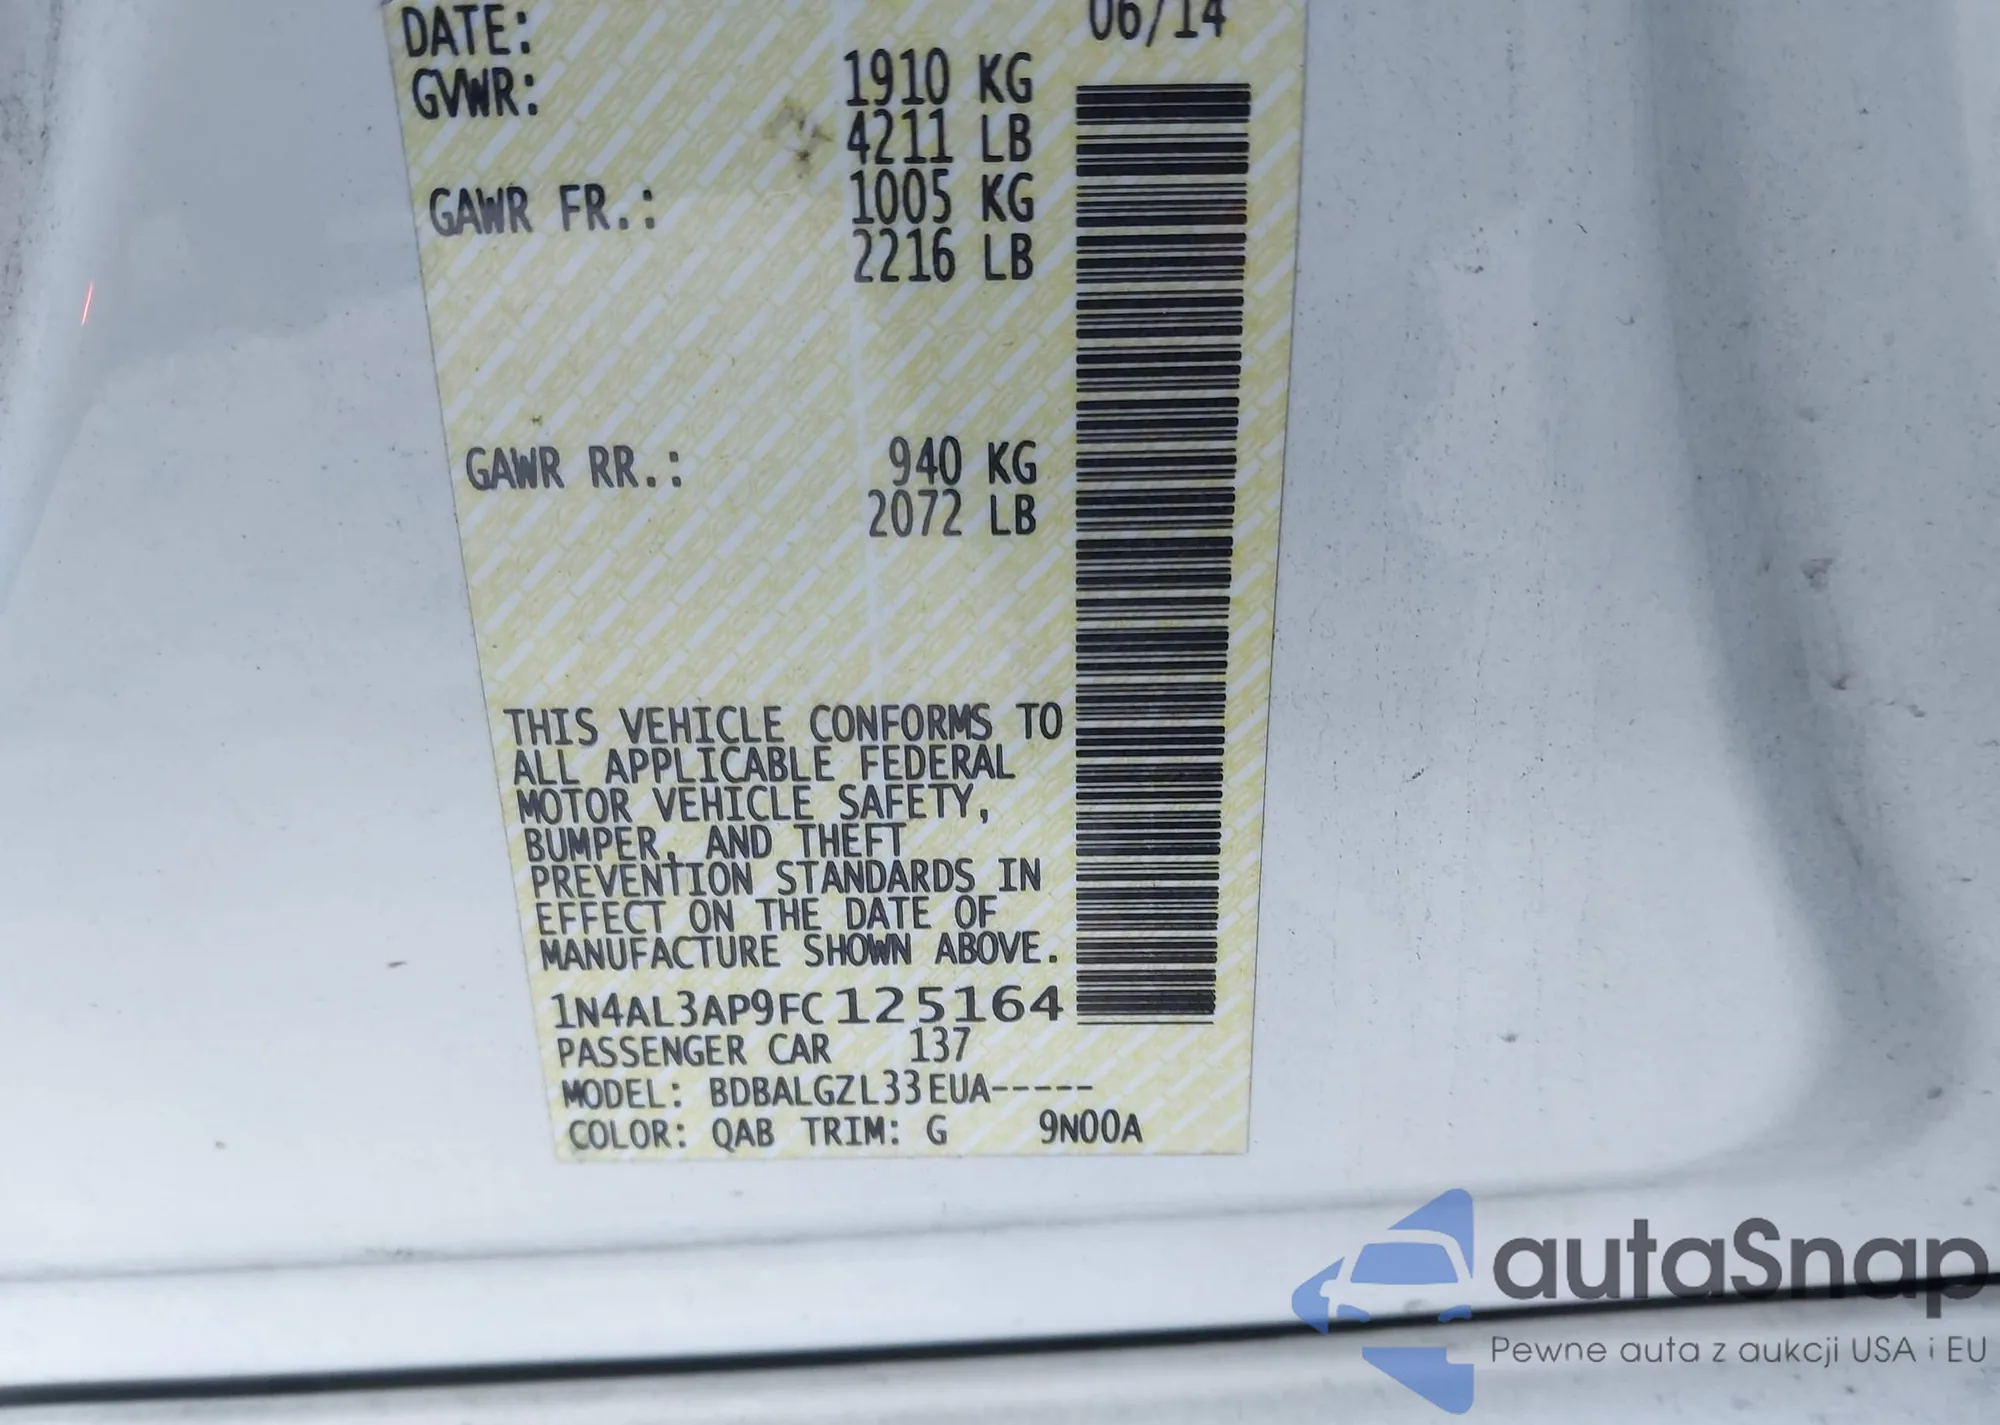 DATE: 06/14
GVWR: 1910 KG
4211 LB
GAWR FR.: 1005 KG
2216 LB
GAWR RR.: 940 KG
2072 LB
THIS VEHICLE CONFORMS TO
ALL APPLICABLE FEDERAL
MOTOR VEHICLE SAFETY,
BUMPER, AND THEFT
PREVENTION STANDARDS IN
EFFECT ON THE DATE OF
MANUFACTURE SHOWN ABOVE.
1N4AL3AP9FC125164
PASSENGER CAR 137
MODEL: BDBALGZL33EUA-----
COLOR: QAB TRIM: G 9N00A
autaSnap
Pewne auta z aukcji USA i EU